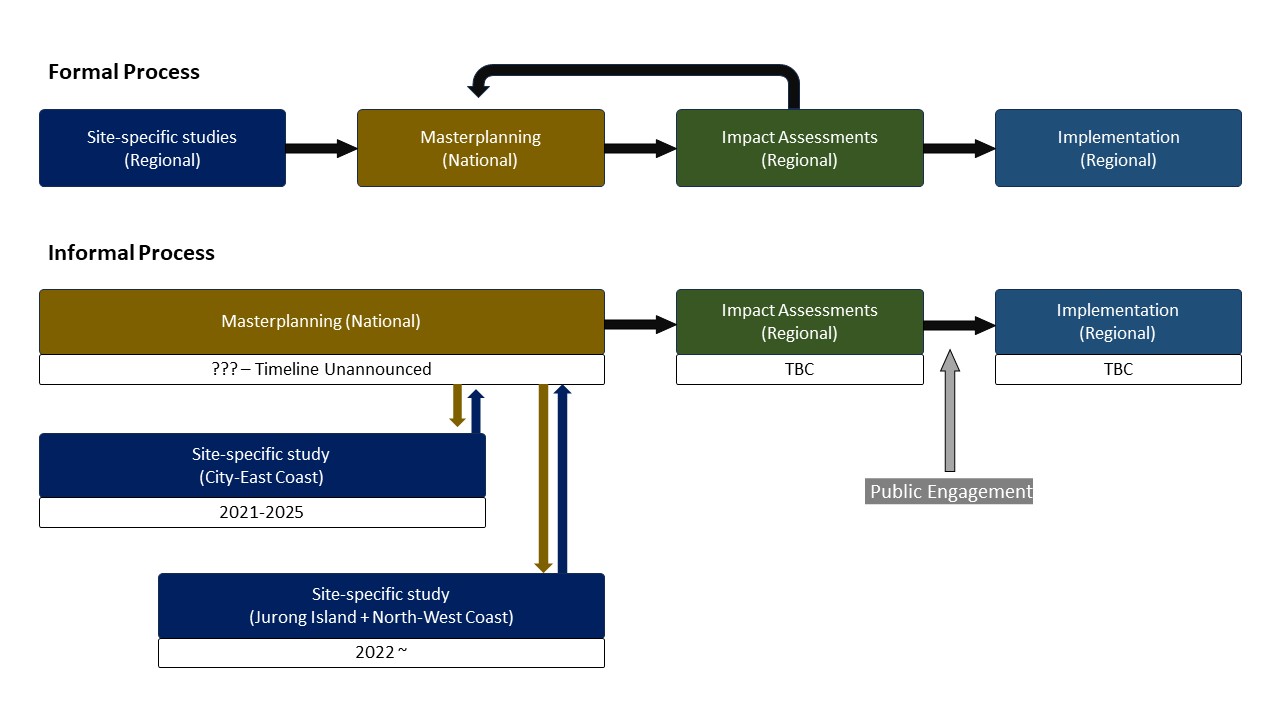 Formal Process
Site-specific studies
(Regional)
Masterplanning
(National)
Impact Assessments
(Regional)
Implementation
(Regional)
Informal Process
Masterplanning (National)
??? – Timeline Unannounced
Impact Assessments
(Regional)
TBC
Implementation
(Regional)
TBC
Site-specific study
(City-East Coast)
2021-2025
Public Engagement
Site-specific study
(Jurong Island + North-West Coast)
2022 ~